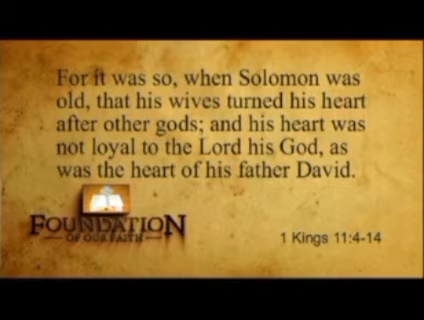 For it was so, when Solomon was
old, that his wives turned his heart
after other gods; and his heart was
not loyal to the Lord his God, as
was the heart of his father David.
FOUNDATION
OF OUR FAITH
1 Kings 11:4-14